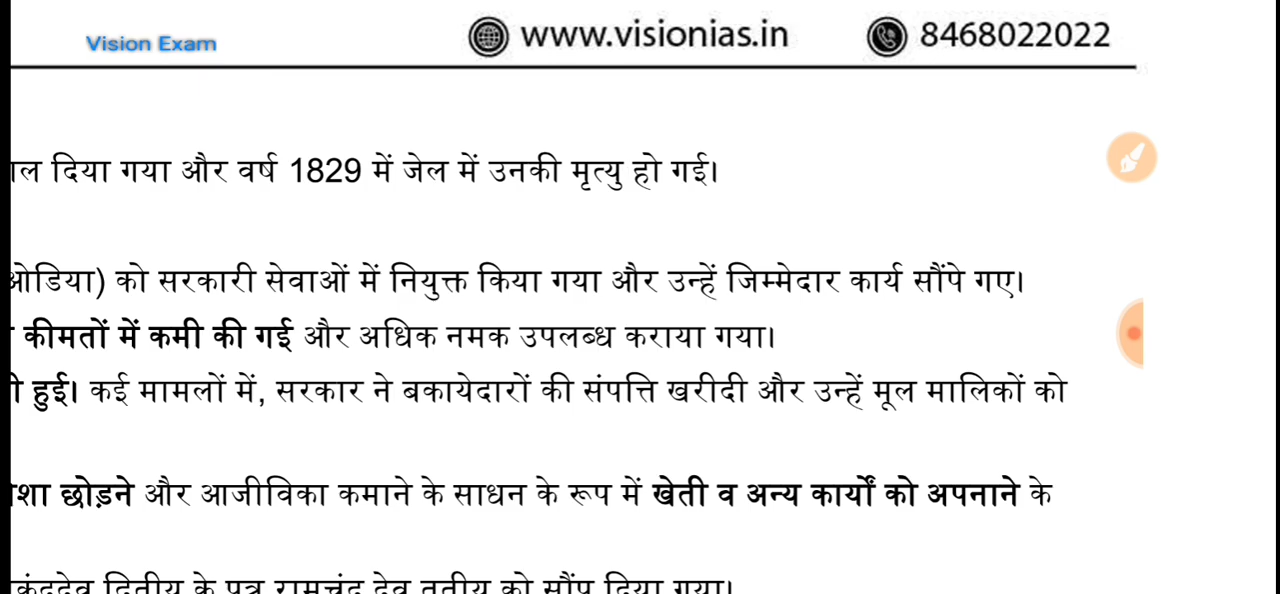 Vision Exam www.visionias.in 8468022022
दिया गया और वर्ष 1829 में जेल में उनकी मृत्यु हो गई।
ओडिया) को सरकारी सेवाओं में नियुक्त किया गया और उन्हें जिम्मेदार कार्य सौंपे गए।
कीमतों में कमी की गई और अधिक नमक उपलब्ध कराया गया।
हुई। कई मामलों में, सरकार ने बकायेदारों की संपत्ति खरीदी और उन्हें मूल मालिकों को
छोड़ने और आजीविका कमाने के साधन के रूप में खेती व अन्य कार्यों को अपनाने के
द्वितीय के पुत्र रामचंद्र देव तृतीय को सौंप दिया गया।